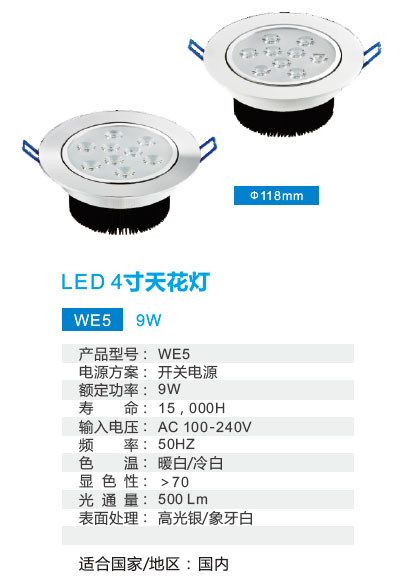 Φ118mm
LED 4寸天花灯
WE5 9W
产品型号：WE5
电源方案：开关电源
额定功率：9W
寿命：15，000H
输入电压：AC 100-240V
频率：50HZ
色温：暖白/冷白
显色性：＞70
光通量：500 Lm
表面处理：高光银/象牙白
适合国家/地区：国内